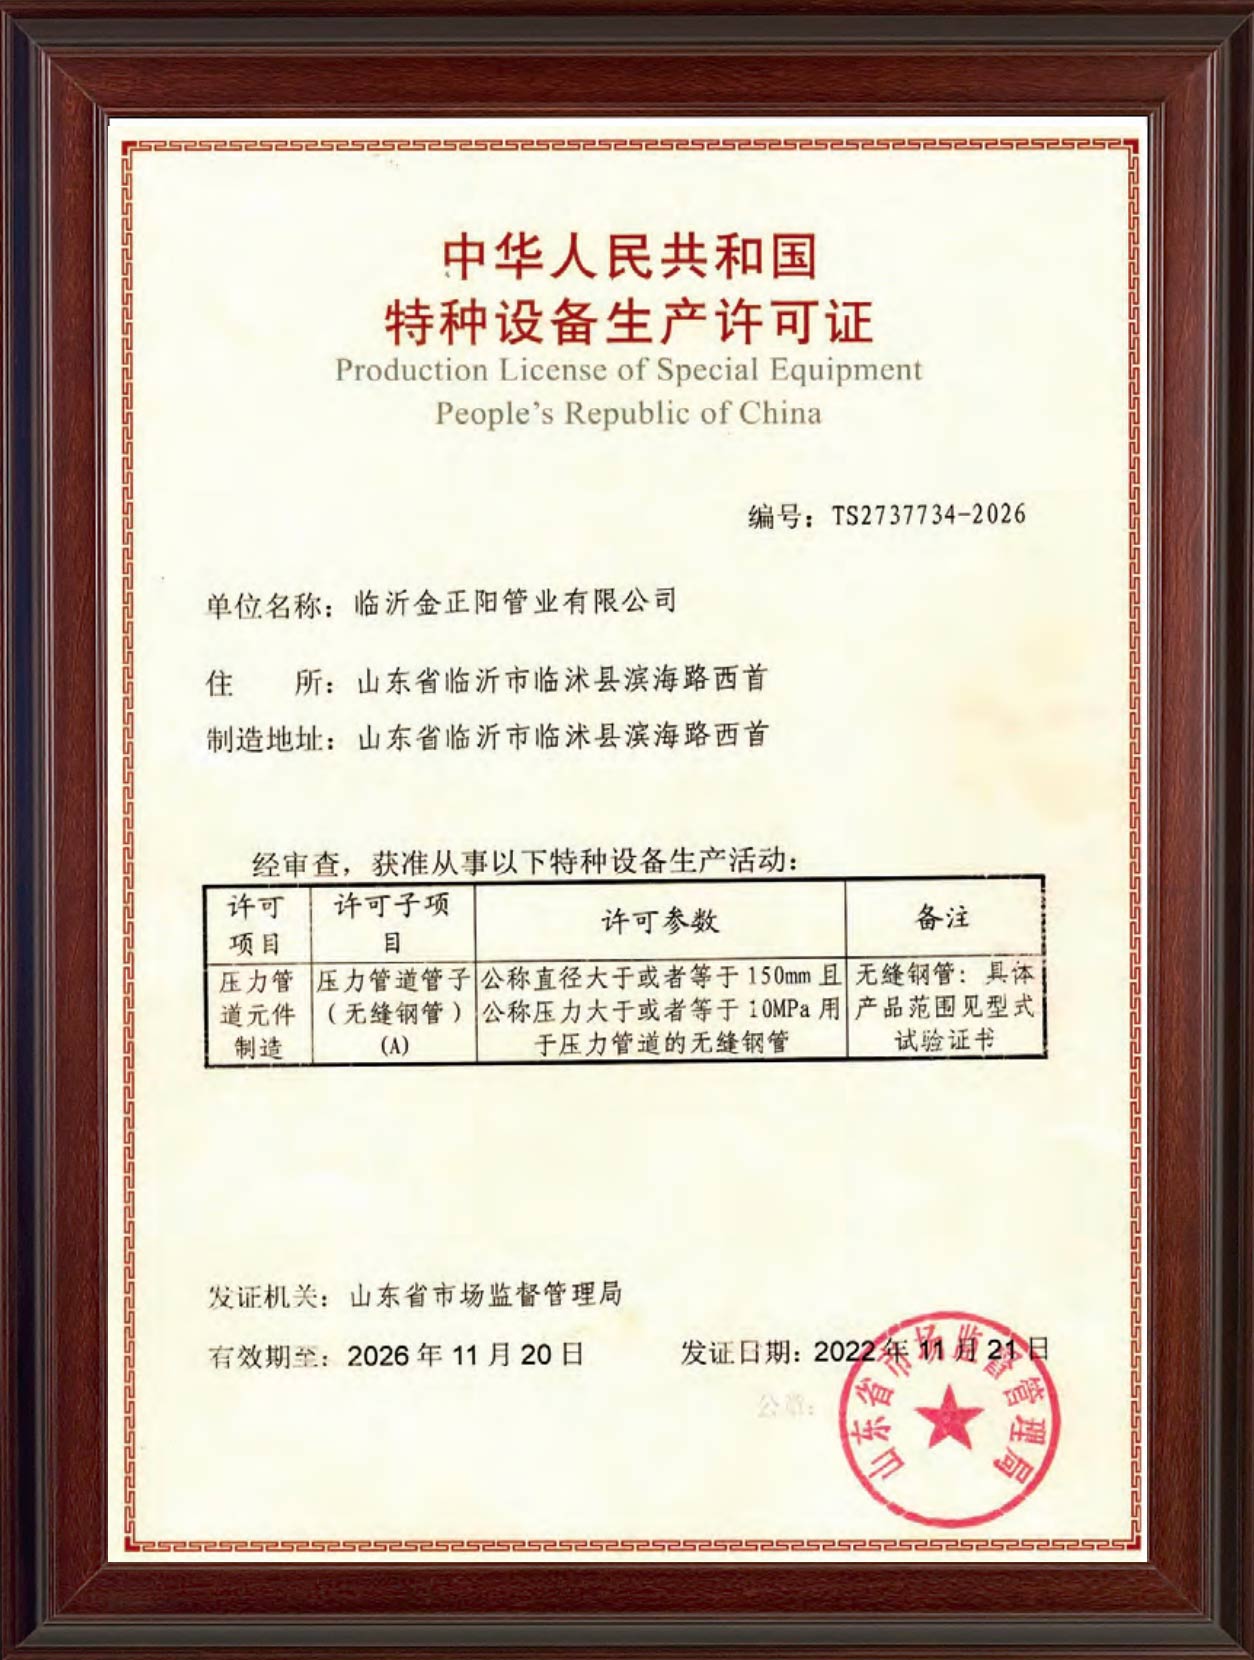 中华人民共和国
特种设备生产许可证
Production License of Special Equipment
People's Republic of China
编号：TS2737734-2026
单位名称：临沂金正阳管业有限公司
住 所：山东省临沂市临沭县滨海路西首
制造地址：山东省临沂市临沭县滨海路西首
经审查，获准从事以下特种设备生产活动：
许可
项目
许可子项
目
许可参数
备注
压力管
道元件
制造
压力管道管子
（无缝钢管）
(A)
公称直径大于或者等于150mm且
公称压力大于或者等于10MPa用
于压力管道的无缝钢管
无缝钢管：具体
产品范围见型式
试验证书
发证机关：山东省市场监督管理局
有效期至：2026年11月20日
发证日期：2022年11月21日
公章：
山东省市场监督管理局